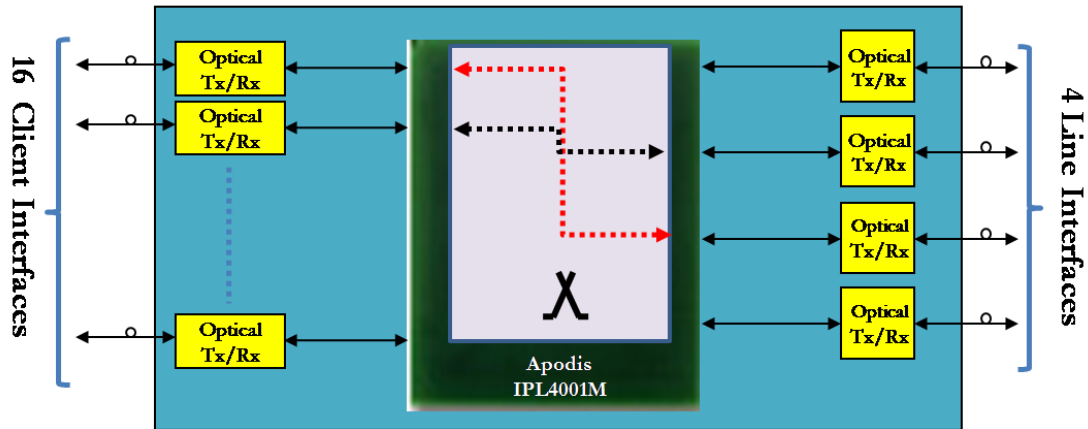 16 Client Interfaces
Optical
Tx/Rx
Optical
Tx/Rx
Optical
Tx/Rx
Apodis
IPL4001M
Optical
Tx/Rx
Optical
Tx/Rx
Optical
Tx/Rx
Optical
Tx/Rx
4 Line Interfaces